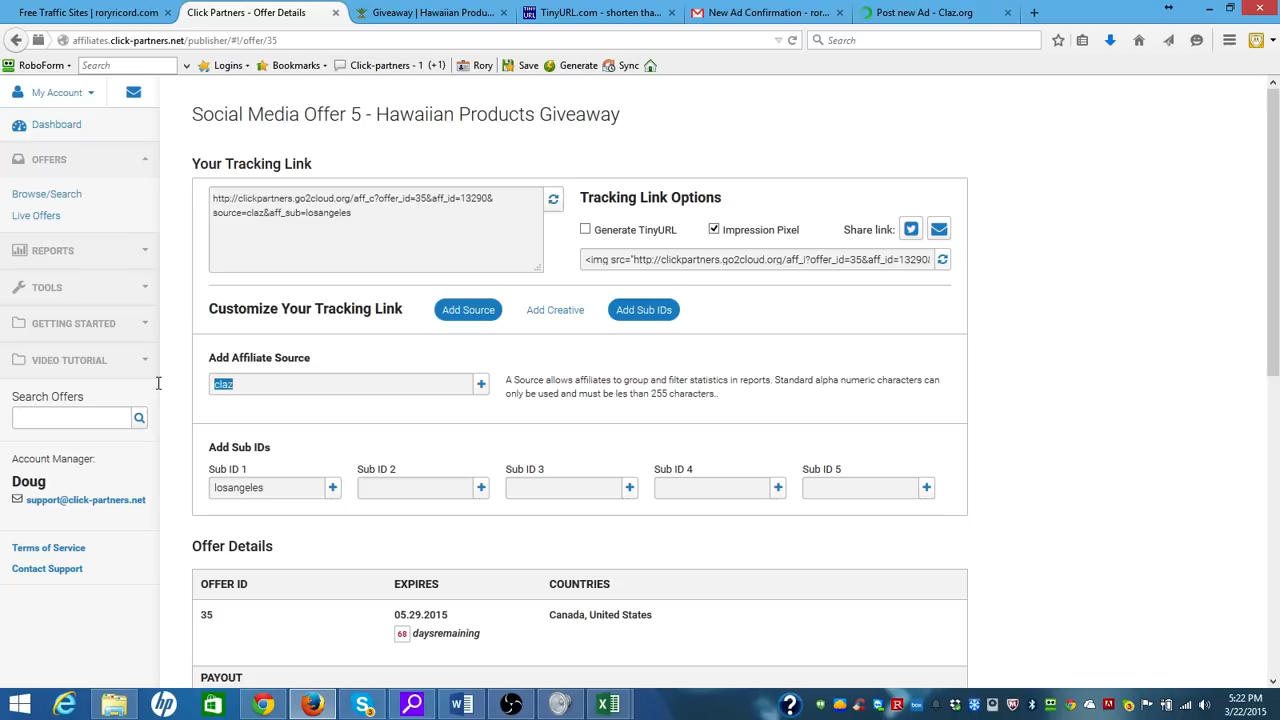 Free Traffic Sites | roryricord.com
Click Partners - Offer Details
Giveaway | Hawaiian Products...
TinyURL.com - shorten tha...
New Ad Confirmation - ror...
Post new Ad - Claz.org
affiliates.click-partners.net/publisher/#!/offer/35
Search
RoboForm
Search
Logins
Bookmarks
Click-partners - 1 (+1)
Rory
Save
Generate
Sync
My Account
Dashboard
OFFERS
Browse/Search
Live Offers
REPORTS
TOOLS
GETTING STARTED
VIDEO TUTORIAL
Search Offers
Account Manager:
Doug
support@click-partners.net
Terms of Service
Contact Support
Social Media Offer 5 - Hawaiian Products Giveaway
Your Tracking Link
http://clickpartners.go2cloud.org/aff_c?offer_id=35&aff_id=13290&
source=claz&aff_sub=losangeles
Tracking Link Options
Generate TinyURL
Impression Pixel
Share link:
<img src="http://clickpartners.go2cloud.org/aff_i?offer_id=35&aff_id=13290&
Customize Your Tracking Link
Add Source
Add Creative
Add Sub IDs
Add Affiliate Source
claz
A Source allows affiliates to group and filter statistics in reports. Standard alpha numeric characters can
only be used and must be less than 255 characters..
Add Sub IDs
Sub ID 1 Sub ID 2 Sub ID 3 Sub ID 4 Sub ID 5
losangeles
Offer Details
OFFER ID EXPIRES COUNTRIES
35 05.29.2015 Canada, United States
68 daysremaining
PAYOUT
5:22 PM
3/22/2015